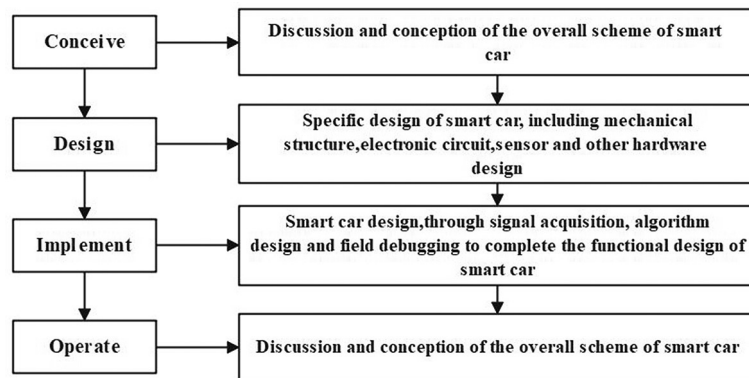 Conceive
Discussion and conception of the overall scheme of smart
car
Design
Specific design of smart car, including mechanical
structure,electronic circuit,sensor and other hardware
design
Implement
Smart car design,through signal acquisition, algorithm
design and field debugging to complete the functional design of
smart car
Operate
Discussion and conception of the overall scheme of smart car